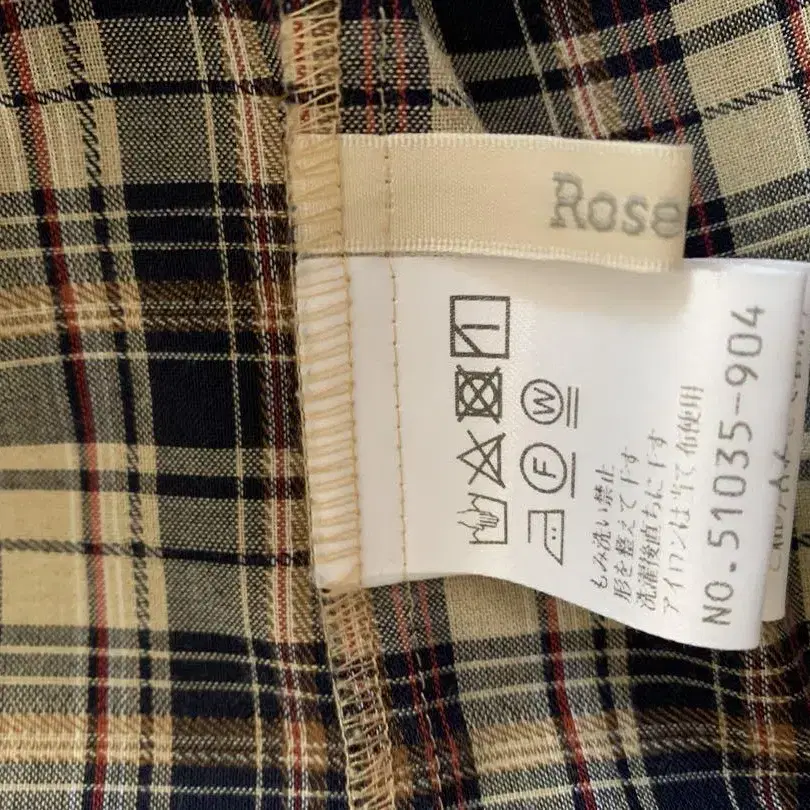 Rose
F
W
もみ洗い禁止
形を整えて干す
洗濯後直ちに干す
アイロンは当て布使用
NO.51035-904